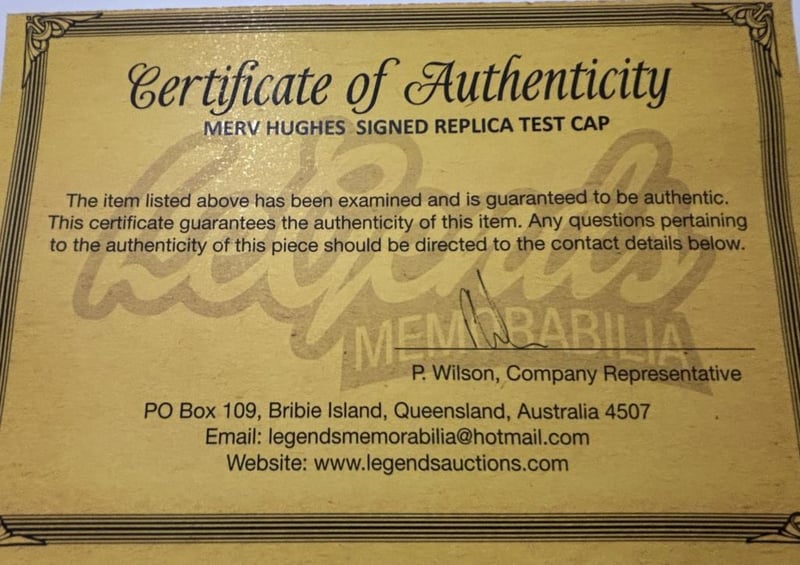 Certificate of Authenticity
MERV HUGHES SIGNED REPLICA TEST CAP
The item listed above has been examined and is guaranteed to be authentic.
This certificate guarantees the authenticity of this item. Any questions pertaining
to the authenticity of this piece should be directed to the contact details below.
Legends
MEMORABILIA
P. Wilson, Company Representative
PO Box 109, Bribie Island, Queensland, Australia 4507
Email: legendsmemorabilia@hotmail.com
Website: www.legendsauctions.com